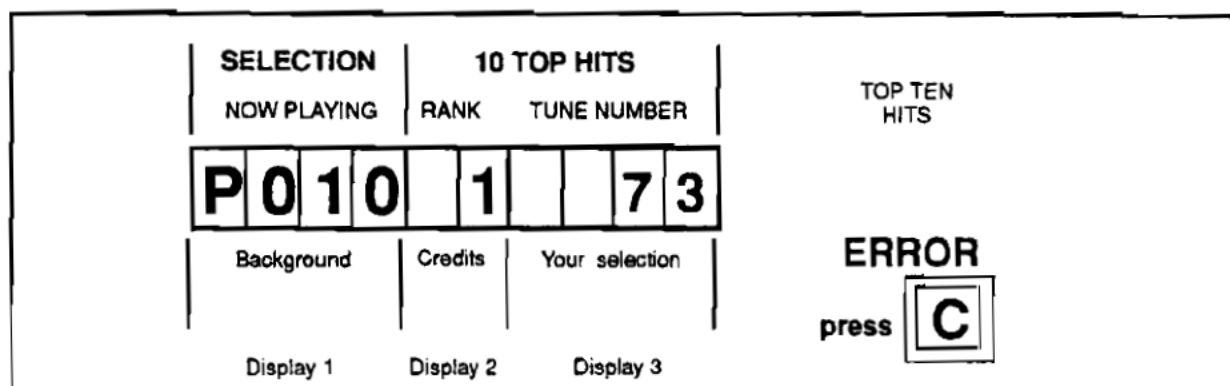 SELECTION 10 TOP HITS
NOW PLAYING RANK TUNE NUMBER
TOP TEN
HITS
P010 1 73
Background Credits Your selection
ERROR
press C
Display 1 Display 2 Display 3